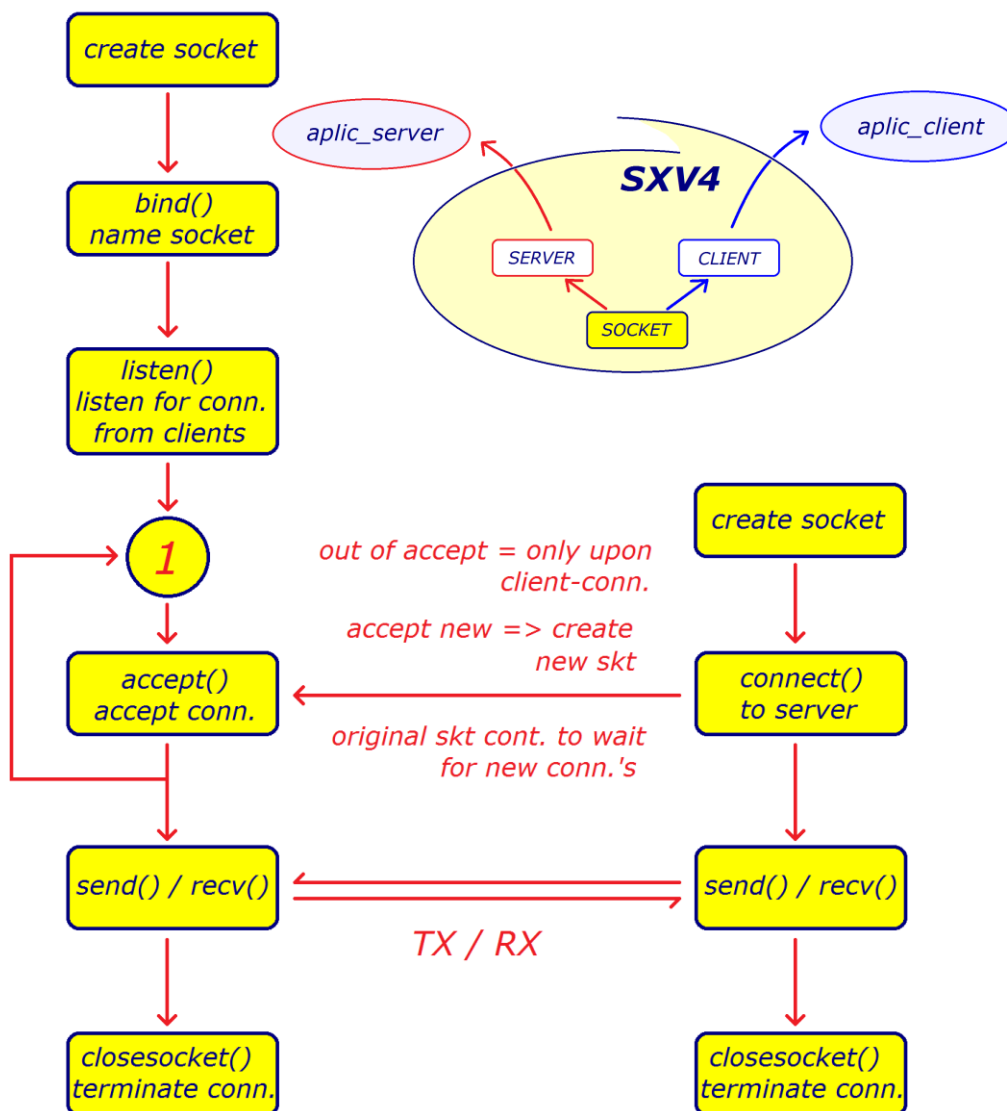 create socket
bind()
name socket
listen()
listen for conn.
from clients
1
accept()
accept conn.
send() / recv()
closesocket()
terminate conn.
aplic_server
aplic_client
SXV4
SERVER
CLIENT
SOCKET
out of accept = only upon
client-conn.
accept new => create
new skt
original skt cont. to wait
for new conn.'s
TX / RX
create socket
connect()
to server
send() / recv()
closesocket()
terminate conn.